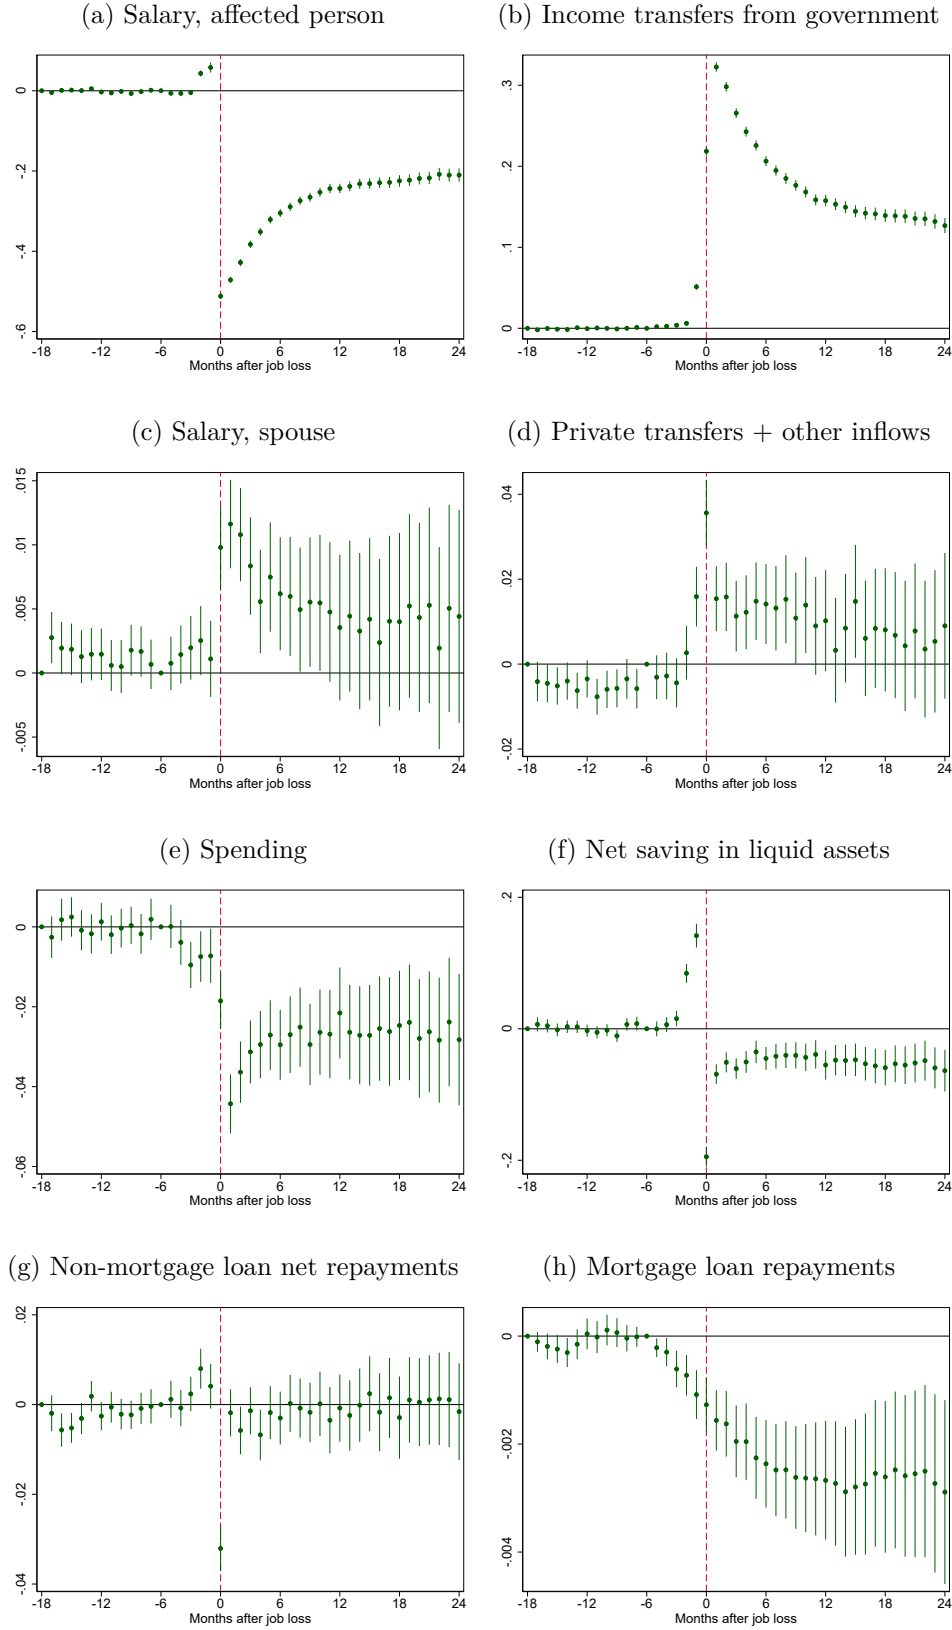 (a) Salary, affected person
0
-.2
-.4
-.6
-18 -12 -6 0 6 12 18 24
Months after job loss
(b) Income transfers from government
.3
.2
.1
0
-18 -12 -6 0 6 12 18 24
Months after job loss
(c) Salary, spouse
.015
.01
.005
0
-.005
-18 -12 -6 0 6 12 18 24
Months after job loss
(d) Private transfers + other inflows
.04
.02
0
-.02
-18 -12 -6 0 6 12 18 24
Months after job loss
(e) Spending
0
-.02
-.04
-.06
-18 -12 -6 0 6 12 18 24
Months after job loss
(f) Net saving in liquid assets
.2
0
-.2
-18 -12 -6 0 6 12 18 24
Months after job loss
(g) Non-mortgage loan net repayments
.02
0
-.02
-.04
-18 -12 -6 0 6 12 18 24
Months after job loss
(h) Mortgage loan repayments
0
-.002
-.004
-18 -12 -6 0 6 12 18 24
Months after job loss